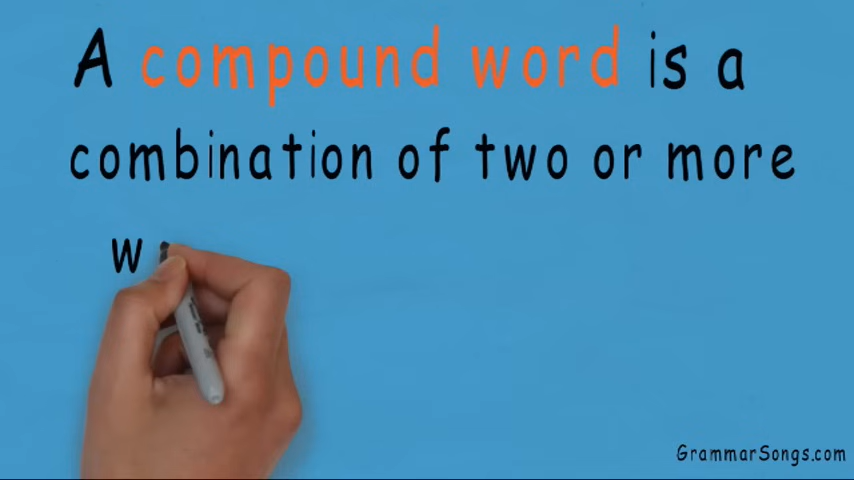 A compound word is a
combination of two or more
w
GrammarSongs.com